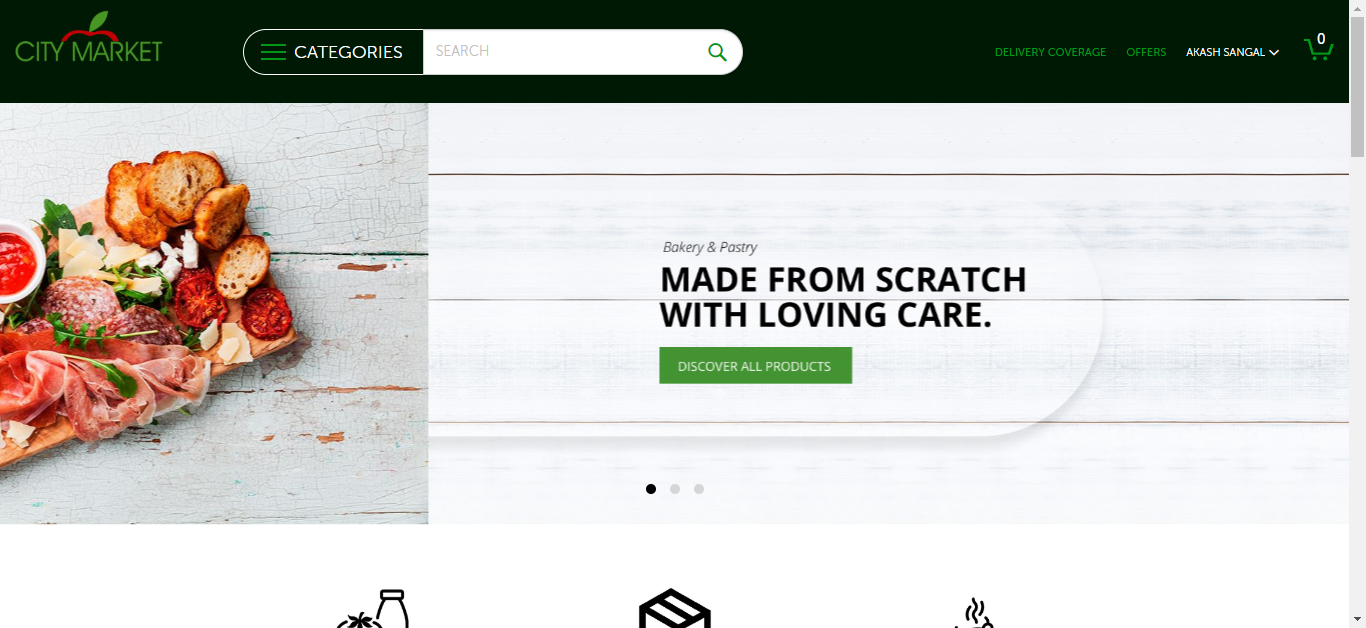 CITY MARKET
CATEGORIES
SEARCH
DELIVERY COVERAGE
OFFERS
AKASH SANGAL
0
Bakery & Pastry
MADE FROM SCRATCH
WITH LOVING CARE.
DISCOVER ALL PRODUCTS